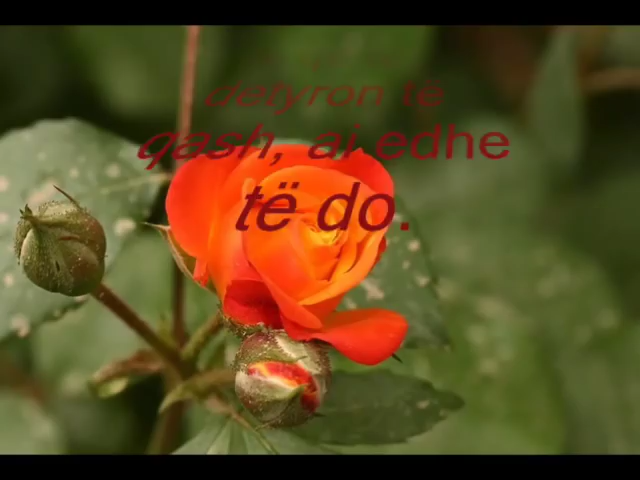 detyron të
qash, ai edhe
të do.